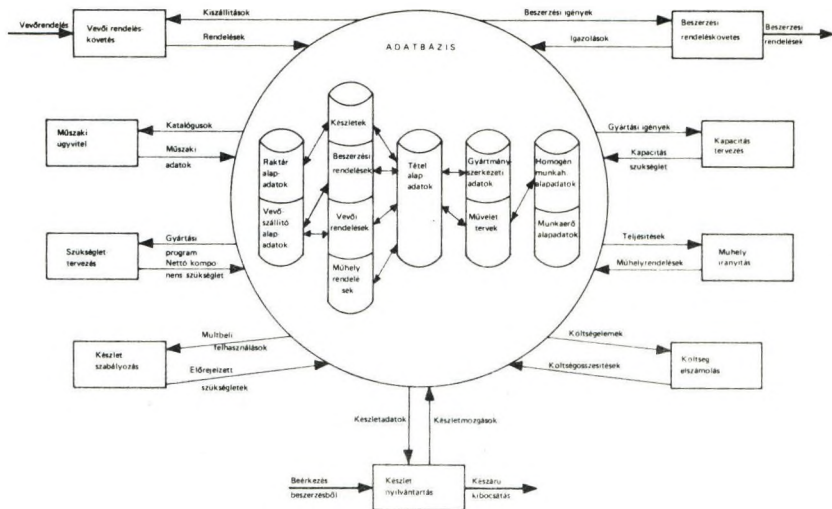 Vevőrendelés
Vevői rendelés-
követés
Kiszállítások
Rendelések
ADATBÁZIS
Beszerzési igények
Igazolások
Beszerzési
rendeléskövetés
Beszerzési
rendelések
Műszaki
ügyvitel
Katalógusok
Műszaki
adatok
Raktár
alap-
adatok
Vevő-
szállító
alap-
adatok
Készletek
Beszerzési
rendelések
Vevői
rendelések
Műhely
rendelé
sek
Tétel
alap
adatok
Gyártmány
szerkezeti
adatok
Művelet
tervek
Homogén
munkah.
alapadatok
Munkaerő
alapadatok
Gyártási igények
Kapacitás
szükséglet
Kapacitás
tervezés
Szükséglet
tervezés
Gyártási
program
Nettó kompo
nens szükséglet
Teljesítések
Műhelyrendelések
Műhely
irányítás
Készlet
szabályozás
Multbeli
felhasználások
Előrejelzett
szükségletek
Költségelemek
Költségösszesítések
Költség
elszámolás
Készletadatok
Készletmozgások
Beérkezés
beszerzésből
Készlet
nyilvántartás
Készáru
kibocsátás